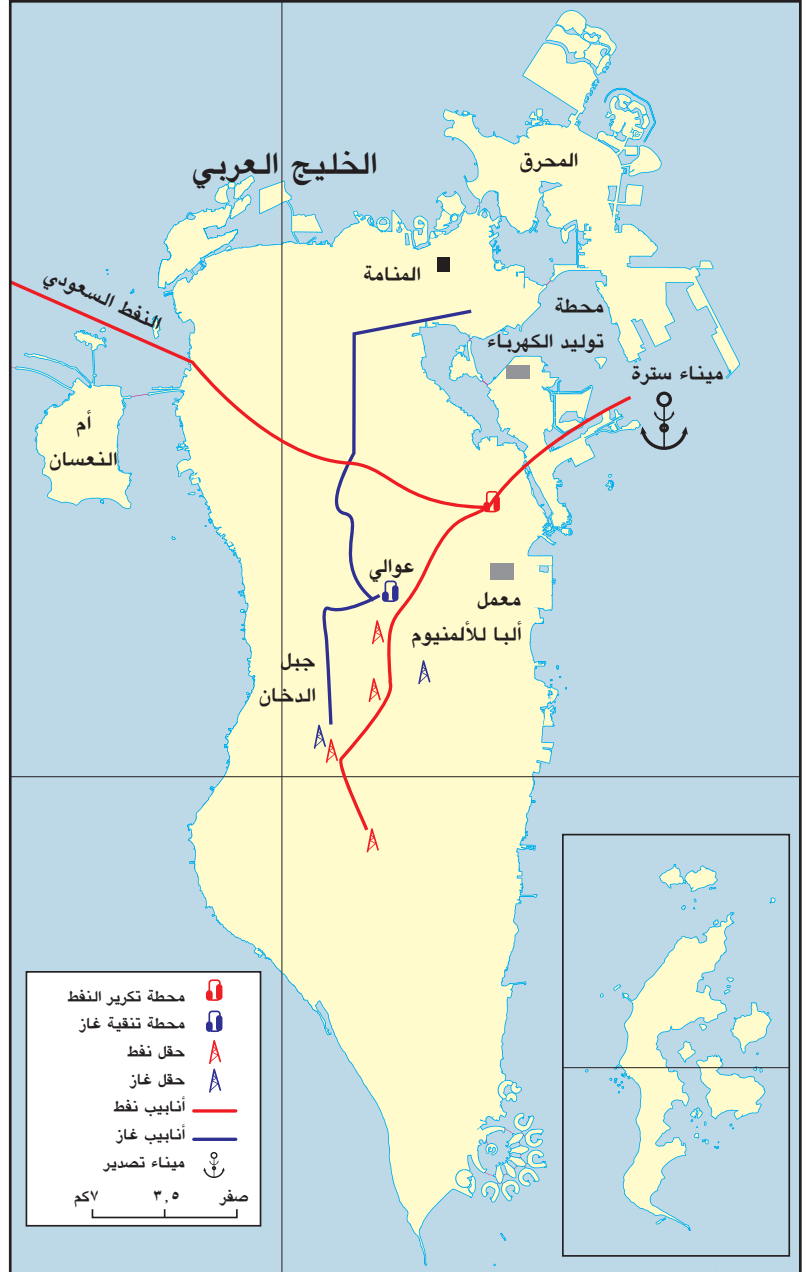 المحرق
الخليج العربي
المنامة
النفط السعودي
محطة
توليد الكهرباء
ميناء سترة
أم
النعسان
عوالي
معمل
ألبا للألمنيوم
جبل
الدخان
محطة تكرير النفط
محطة تنقية غاز
حقل نفط
حقل غاز
أنابيب نفط
أنابيب غاز
ميناء تصدير
صفر ٣,٥ ٧كم